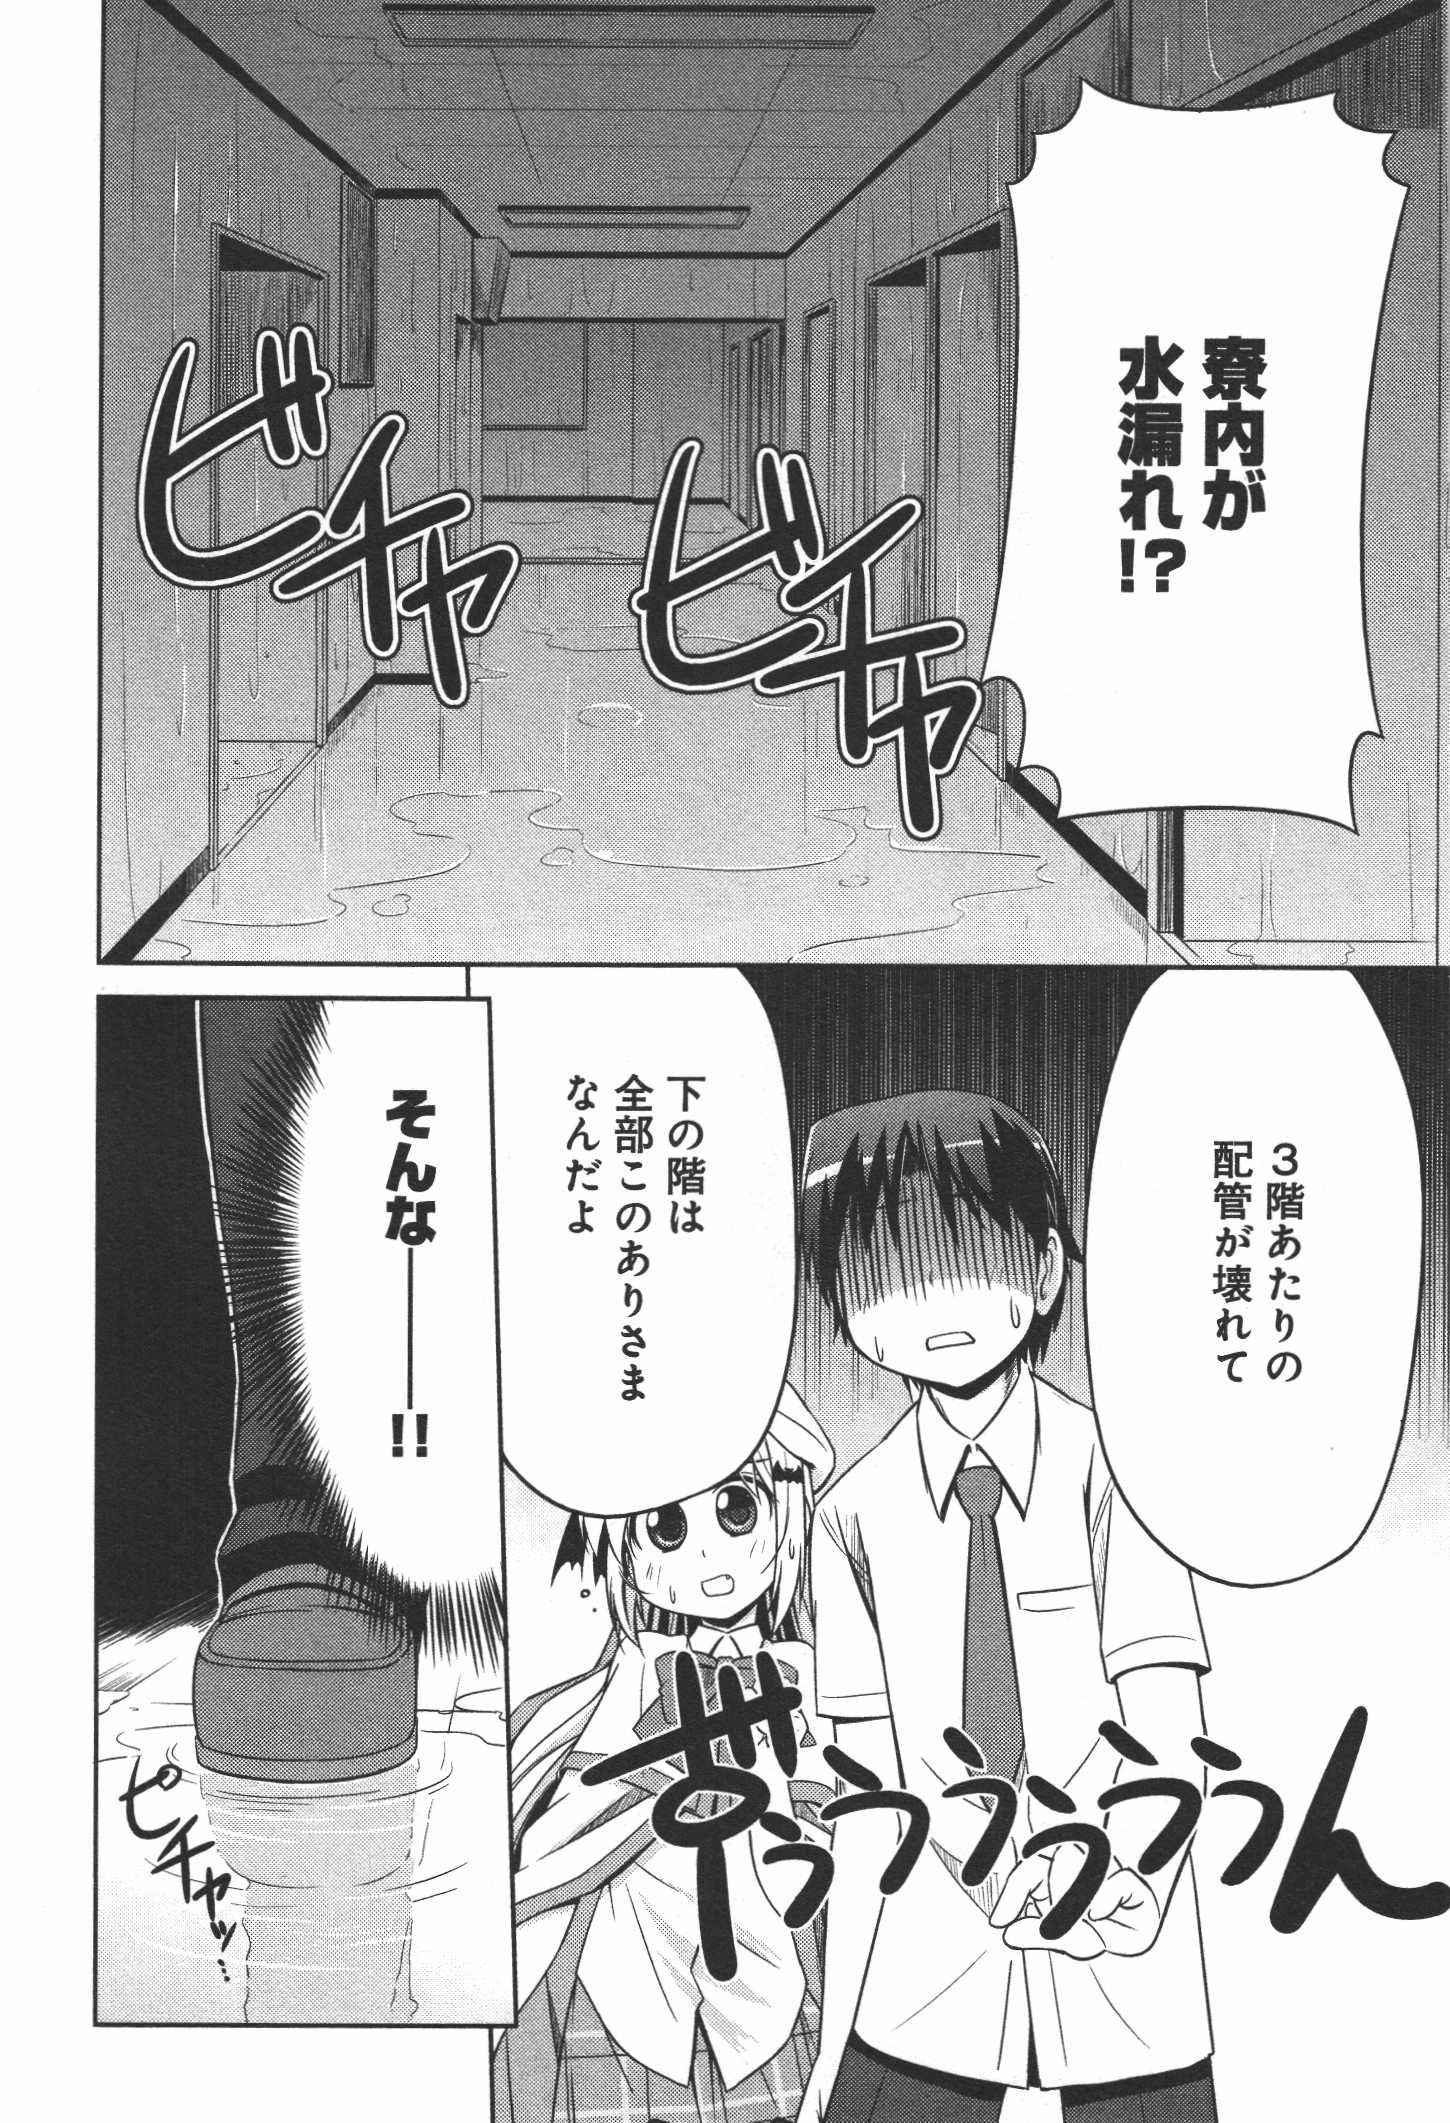 寮内が
水漏れ!?
ビチャ
ビチャ
3階あたりの
配管が壊れて
下の階は
全部このありさま
なんだよ
ずううううううん
そんな――!!
ピチャッ…